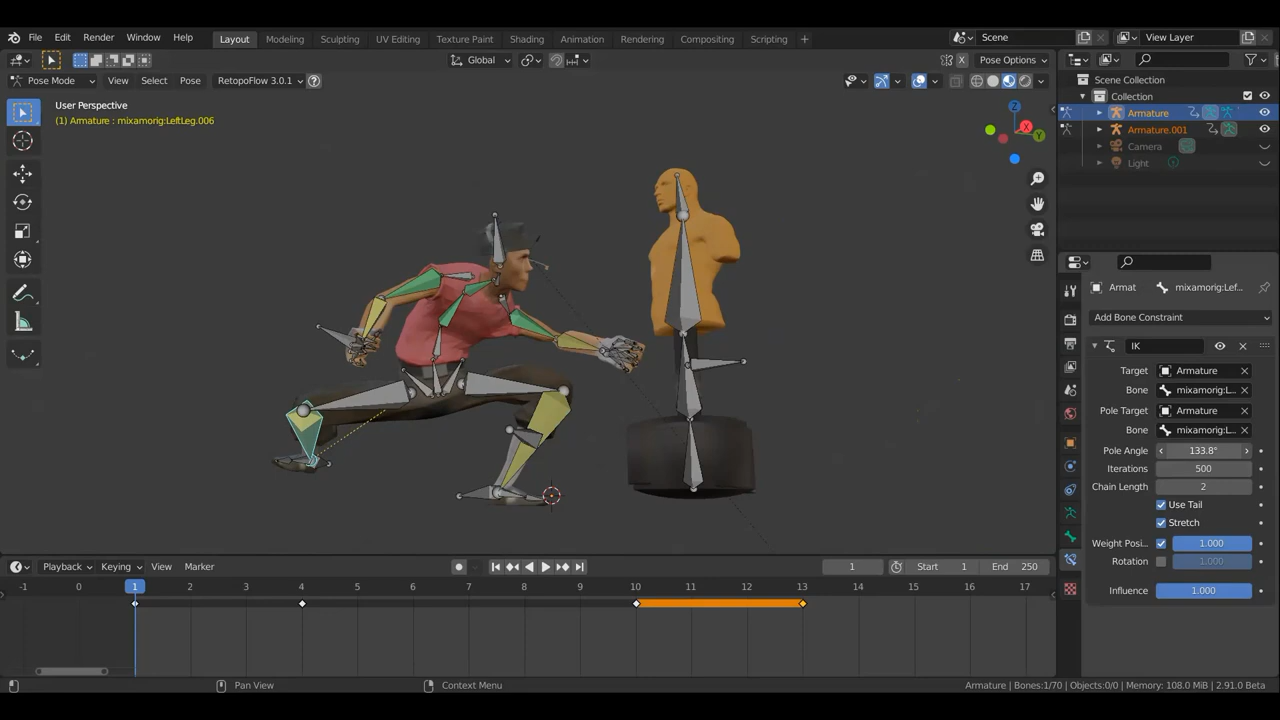 File Edit Render Window Help Layout Modeling Sculpting UV Editing Texture Paint Shading Animation Rendering Compositing Scripting + Scene View Layer
Global X Pose Options
Pose Mode View Select Pose RetopoFlow 3.0.1
User Perspective
(1) Armature : mixamorig:LeftLeg.006
Z
X
Y
Scene Collection
Collection
Armature
Armature.001
Camera
Light
Armat mixamorig:Lef...
Add Bone Constraint
IK
Target Armature
Bone mixamorig:L...
Pole Target Armature
Bone mixamorig:L...
Pole Angle 133.8°
Iterations 500
Chain Length 2
Use Tail
Stretch
Weight Posi... 1.000
Rotation 1.000
Influence 1.000
Playback Keying View Marker 1 Start 1 End 250
-1 0 1 2 3 4 5 6 7 8 9 10 11 12 13 14 15 16 17
Pan View Context Menu Armature | Bones:1/70 | Objects:0/0 | Memory: 108.0 MiB | 2.91.0 Beta